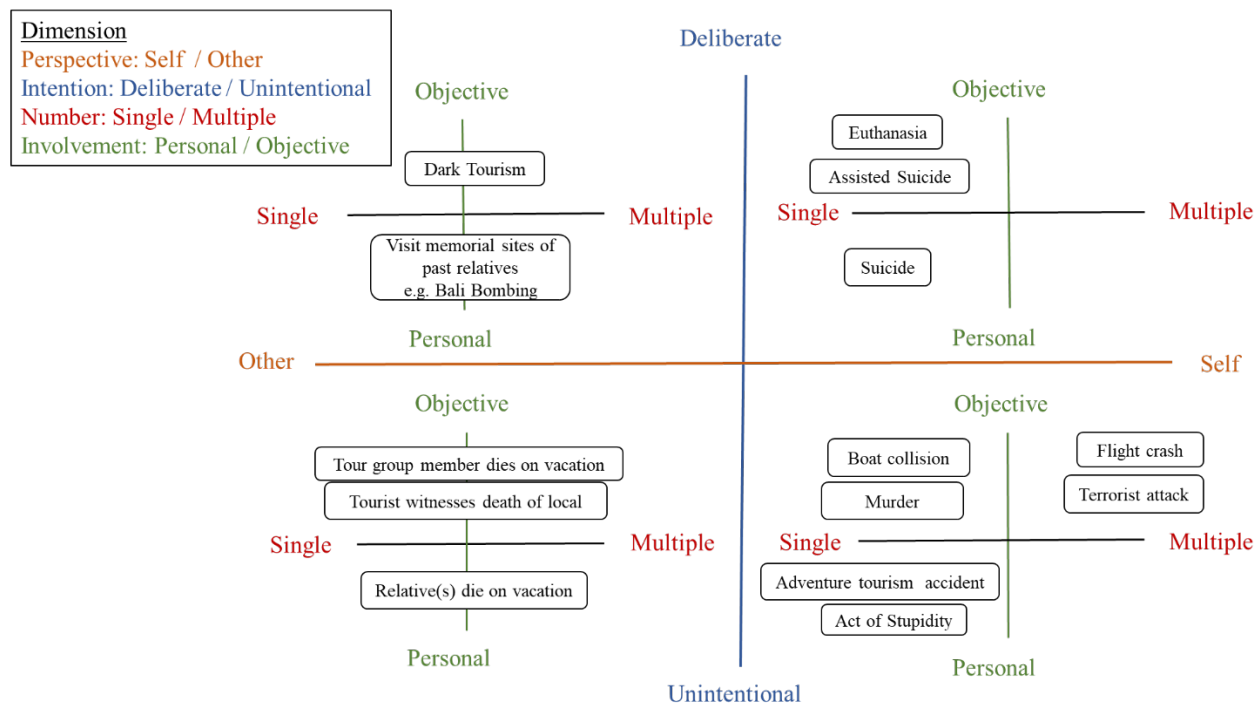 Dimension
Perspective: Self / Other
Intention: Deliberate / Unintentional
Number: Single / Multiple
Involvement: Personal / Objective
Deliberate
Objective
Dark Tourism
Single
Multiple
Visit memorial sites of
past relatives
e.g. Bali Bombing
Personal
Objective
Euthanasia
Assisted Suicide
Single
Multiple
Suicide
Personal
Other
Self
Objective
Tour group member dies on vacation
Tourist witnesses death of local
Single
Multiple
Relative(s) die on vacation
Personal
Objective
Boat collision
Flight crash
Murder
Terrorist attack
Single
Multiple
Adventure tourism accident
Act of Stupidity
Personal
Unintentional